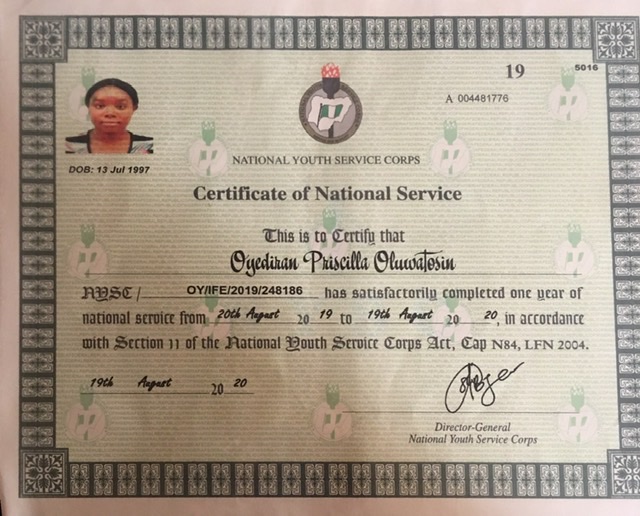 19
5016
A 004481776
DOB: 13 Jul 1997
NATIONAL YOUTH SERVICE CORPS
Certificate of National Service
This is to Certify that
Oyediran Priscilla Oluwatosin
NYSC/ OY/IFE/2019/248186 has satisfactorily completed one year of
national service from 20th August 20 19 to 19th August 20 20, in accordance
with Section 11 of the National Youth Service Corps Act, Cap N84, LFN 2004.
19th August 20 20
Director-General
National Youth Service Corps